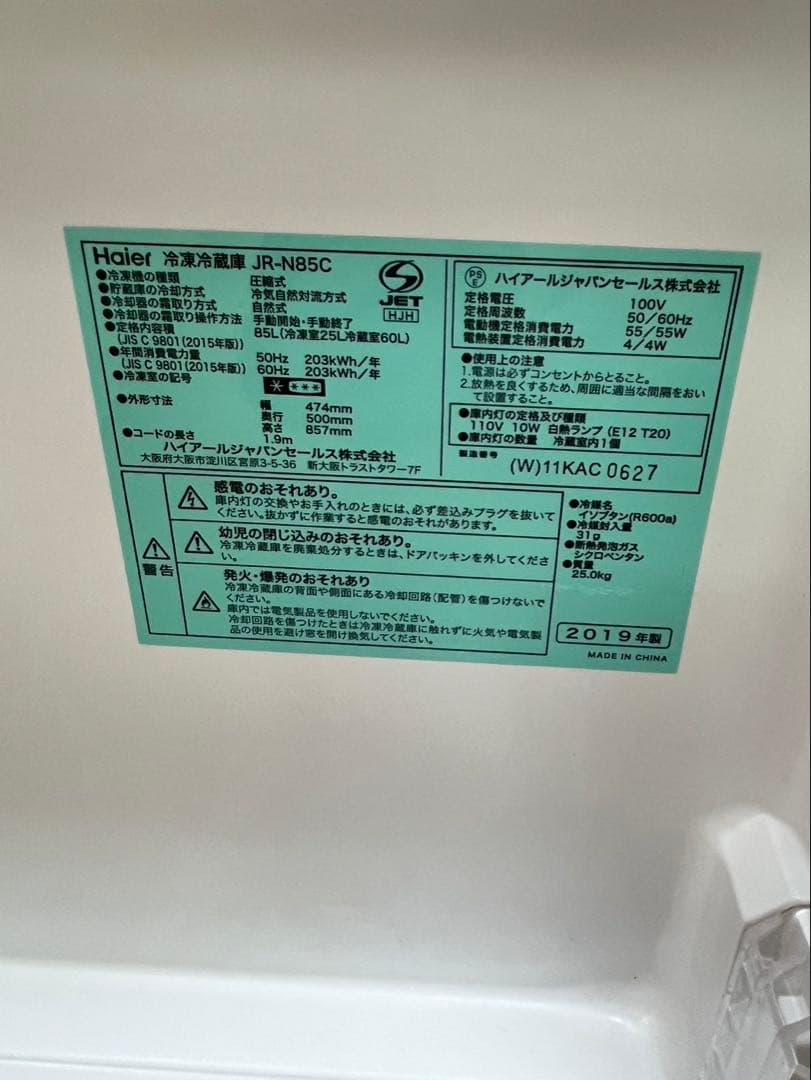 Haier 冷凍冷蔵庫 JR-N85C
●冷凍機の種類 圧縮式
●貯蔵庫の冷却方式 冷気自然対流方式
●冷却器の霜取り方式 自然式
●冷却器の霜取り操作方法 手動開始・手動終了
●定格内容積 85L(冷凍室25L冷蔵室60L)
(JIS C 9801(2015年版))
●年間消費電力量 50Hz 203kWh/年
(JIS C 9801(2015年版)) 60Hz 203kWh/年
●冷凍室の記号 * ***
●外形寸法 幅 474mm
奥行 500mm
高さ 857mm
●コードの長さ 1.9m
ハイアールジャパンセールス株式会社
大阪府大阪市淀川区宮原3-5-36 新大阪トラストタワー7F
JET
HJH
PS
E
ハイアールジャパンセールス株式会社
定格電圧 100V
定格周波数 50/60Hz
電動機定格消費電力 55/55W
電熱装置定格消費電力 4/4W
●使用上の注意
1.電源は必ずコンセントからとること。
2.放熱を良くするため、周囲に適当な間隔をおい
て設置すること。
●庫内灯の定格及び種類
110V 10W 白熱ランプ(E12 T20)
●庫内灯の数量 冷蔵室内1個
製造番号
(W)11KAC 0627
警告
感電のおそれあり。
庫内灯の交換やお手入れのときには、必ず差込みプラグを抜いて
ください。抜かずに作業すると感電のおそれがあります。
幼児の閉じ込みのおそれあり。
冷凍冷蔵庫を廃棄処分するときは、ドアパッキンを外してくださ
い。
発火・爆発のおそれあり
冷凍冷蔵庫の背面や側面にある冷却回路(配管)を傷つけないで
ください。
庫内では電気製品を使用しないでください。
冷却回路を傷つけたときは冷凍冷蔵庫に触れずに火気や電気製
品の使用を避け窓を開け換気してください。
●冷媒名
イソブタン(R600a)
●冷媒封入量
31g
●断熱発泡ガス
シクロペンタン
●質量
25.0kg
2019年製
MADE IN CHINA